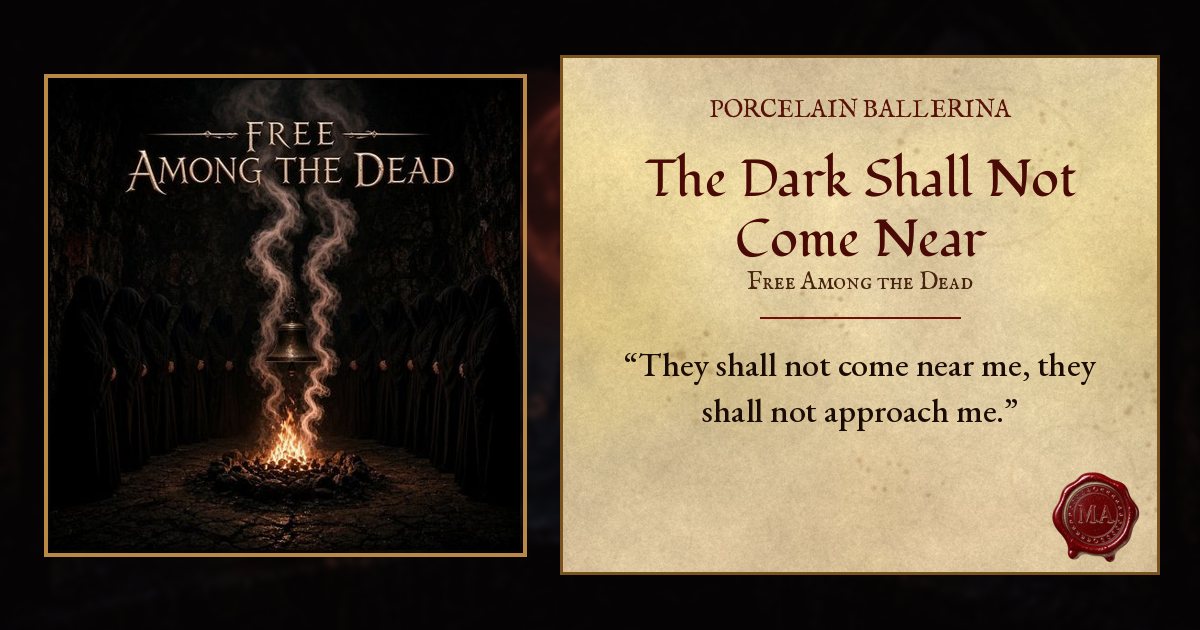 FREE
AMONG THE DEAD
PORCELAIN BALLERINA
The Dark Shall Not
Come Near
FREE AMONG THE DEAD
“They shall not come near me, they
shall not approach me.”
MA